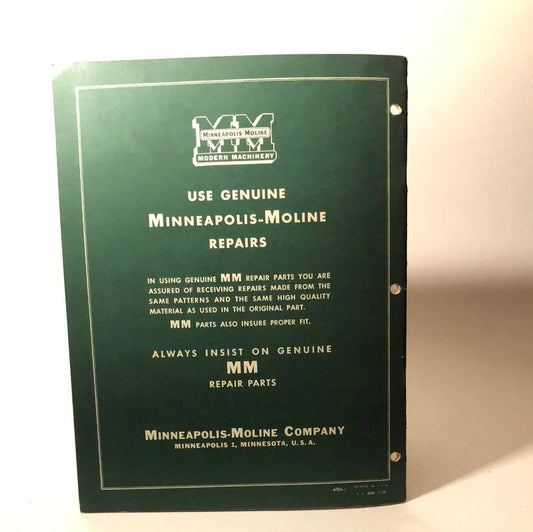 MM
MINNEAPOLIS-MOLINE
MODERN MACHINERY
USE GENUINE
MINNEAPOLIS-MOLINE
REPAIRS
IN USING GENUINE MM REPAIR PARTS YOU ARE
ASSURED OF RECEIVING REPAIRS MADE FROM THE
SAME PATTERNS AND THE SAME HIGH QUALITY
MATERIAL AS USED IN THE ORIGINAL PART.
MM PARTS ALSO INSURE PROPER FIT.
ALWAYS INSIST ON GENUINE
MM
REPAIR PARTS
MINNEAPOLIS-MOLINE COMPANY
MINNEAPOLIS 1, MINNESOTA, U.S.A.